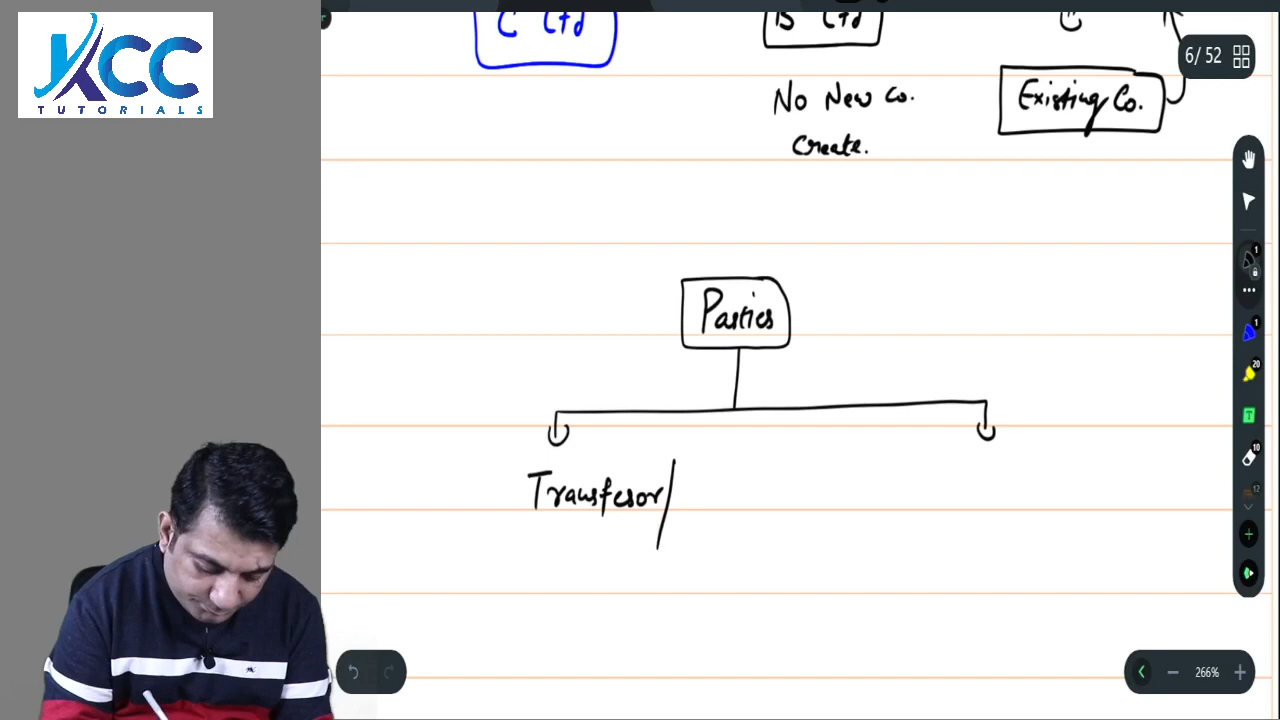 KCC
TUTORIALS
C Ltd
B Ltd
6/ 52
No New Co.
Create.
Existing Co.
Parties
Transferor/
266%